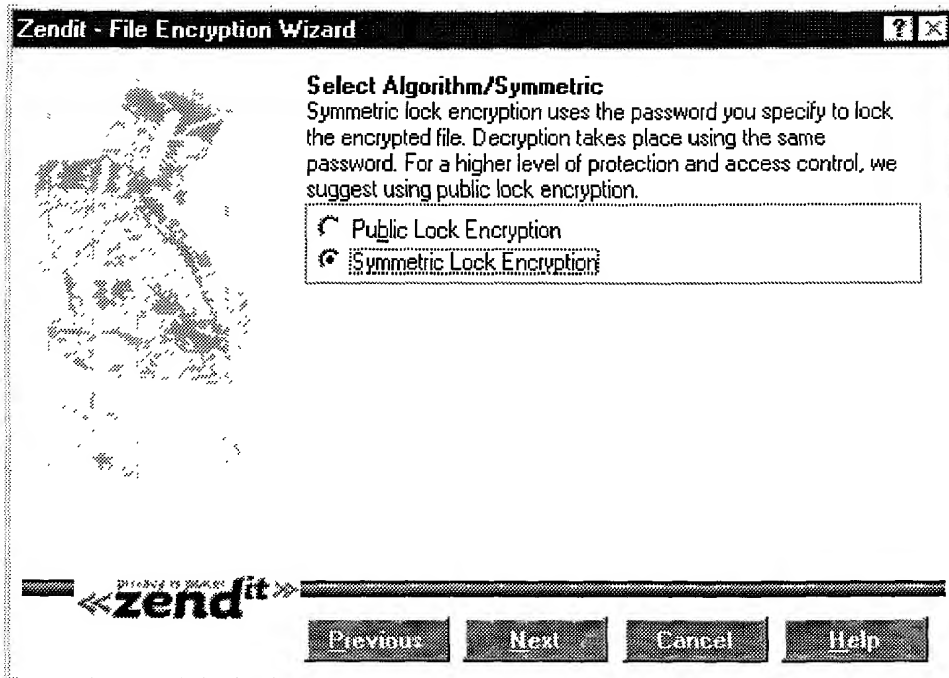 Zendit - File Encryption Wizard
Select Algorithm/Symmetric
Symmetric lock encryption uses the password you specify to lock
the encrypted file. Decryption takes place using the same
password. For a higher level of protection and access control, we
suggest using public lock encryption.
Public Lock Encryption
Symmetric Lock Encryption
«zendit»
Previous
Next
Cancel
Help